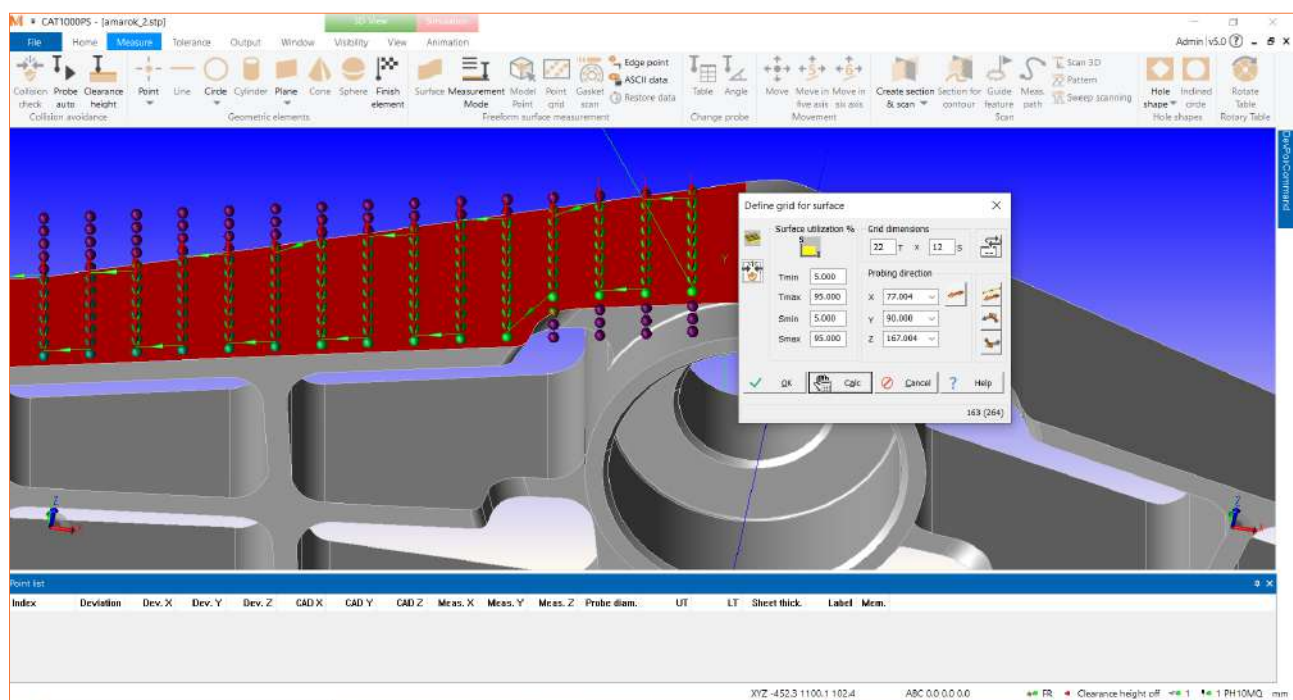 CAT1000PS - [amarok_2.stp]
3D View
Simulation
File Home Measure Tolerance Output Window Visibility View Animation
Admin | v5.0
Collision check
Probe auto
Clearance height
Point
Line
Circle
Cylinder
Plane
Cone
Sphere
Finish element
Surface
Measurement Mode
Model Point
Point grid
Gasket scan
Edge point
ASCII data
Restore data
Table
Angle
Move
Move in five axis
Move in six axis
Create section & scan
Section for contour
Guide feature
Meas. path
Scan 3D
Pattern
Sweep scanning
Hole shape
Inclined circle
Rotate Table
Collision avoidance
Geometric elements
Freeform surface measurement
Change probe
Movement
Scan
Hole shapes
Rotary Table
DevPorCommand
Define grid for surface
Surface utilization %
Grid dimensions
S
22 T X 12 S
Tmin 5.000
Tmax 95.000
Smin 5.000
Smax 95.000
Probing direction
X 77.004
Y 90.000
Z 167.004
OK
Calc
Cancel
? Help
163 (264)
Y
Z
Z
X
Point list
Index Deviation Dev. X Dev. Y Dev. Z CAD X CAD Y CAD Z Meas. X Meas. Y Meas. Z Probe diam. UT LT Sheet thick. Label Mem.
XYZ -452.3 1100.1 102.4 ABC 0.0 0.0 0.0 FR Clearance height off 1 1 PH10MQ mm